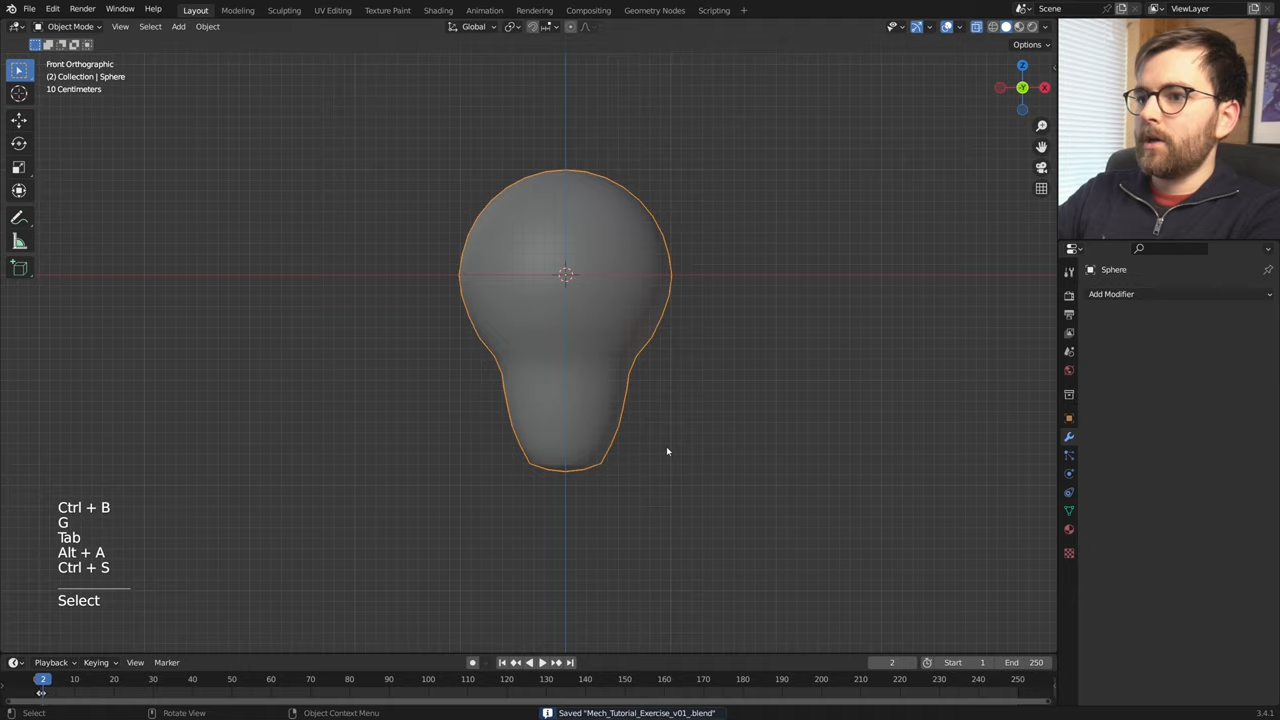 File Edit Render Window Help Layout Modeling Sculpting UV Editing Texture Paint Shading Animation Rendering Compositing Geometry Nodes Scripting + Scene ViewLayer
Object Mode View Select Add Object Global
Options
Front Orthographic
(2) Collection | Sphere
10 Centimeters
Z
Y
X
Sphere
Add Modifier
Ctrl + B
G
Tab
Alt + A
Ctrl + S
Select
Playback Keying View Marker 2 Start 1 End 250
2 10 20 30 40 50 60 70 80 90 100 110 120 130 140 150 160 170 180 190 200 210 220 230 240 250
Select Rotate View Object Context Menu Saved "Mech_Tutorial_Exercise_v01_.blend" 3.4.1